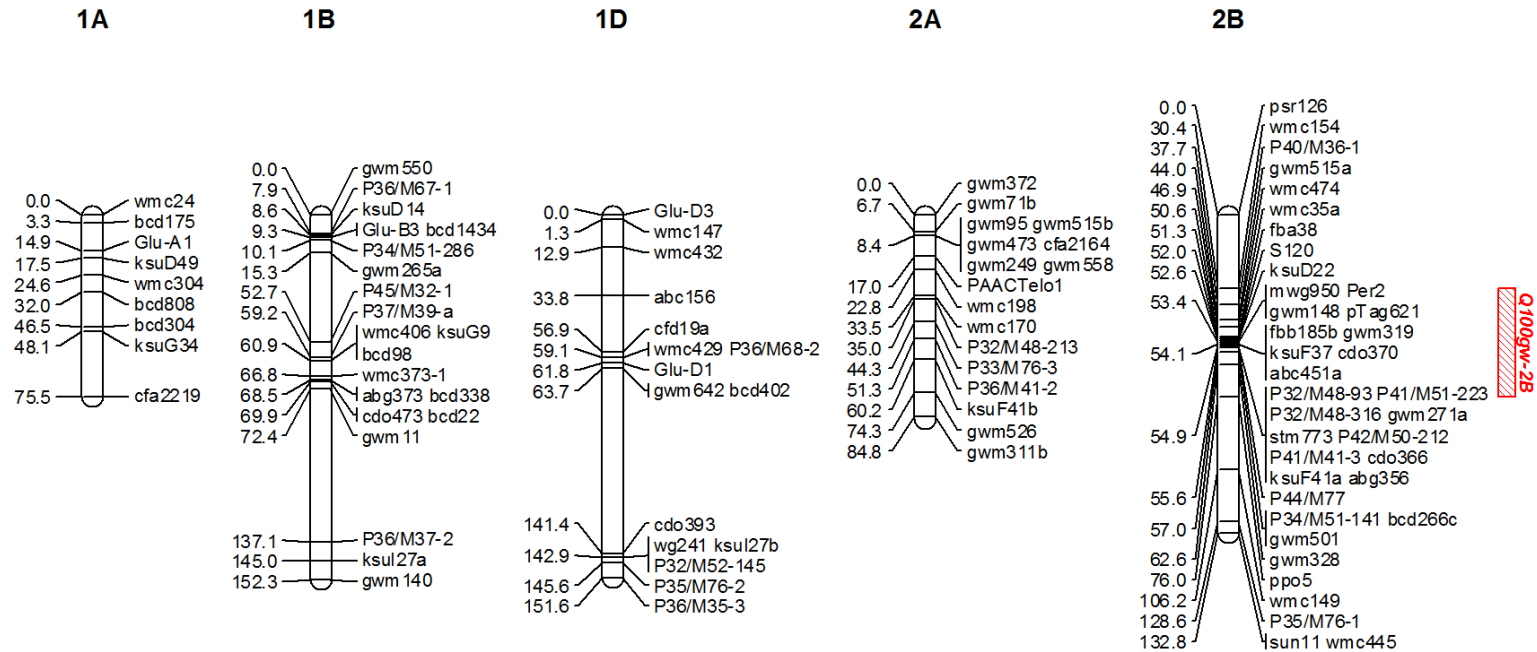 1A
0.0 wmc24
3.3 bcd175
14.9 Glu-A1
17.5 ksuD49
24.6 wmc304
32.0 bcd808
46.5 bcd304
48.1 ksuG34
75.5 cfa2219
1B
0.0 gwm550
7.9 P36/M67-1
8.6 ksuD14
9.3 Glu-B3 bcd1434
10.1 P34/M51-286
15.3 gwm265a
52.7 P45/M32-1
59.2 P37/M39-a
wmc406 ksuG9
60.9 bcd98
66.8 wmc373-1
68.5 abg373 bcd338
69.9 cdo473 bcd22
72.4 gwm11
137.1 P36/M37-2
145.0 ksuI27a
152.3 gwm140
1D
0.0 Glu-D3
1.3 wmc147
12.9 wmc432
33.8 abc156
56.9 cfd19a
59.1 wmc429 P36/M68-2
61.8 Glu-D1
63.7 gwm642 bcd402
141.4 cdo393
142.9 wg241 ksuI27b
P32/M52-145
145.6 P35/M76-2
151.6 P36/M35-3
2A
0.0 gwm372
6.7 gwm71b
gwm95 gwm515b
8.4 gwm473 cfa2164
gwm249 gwm558
17.0 PAACTelo1
22.8 wmc198
33.5 wmc170
35.0 P32/M48-213
44.3 P33/M76-3
51.3 P36/M41-2
60.2 ksuF41b
74.3 gwm526
84.8 gwm311b
2B
0.0 psr126
30.4 wmc154
37.7 P40/M36-1
44.0 gwm515a
46.9 wmc474
50.6 wmc35a
51.3 fba38
52.0 S120
52.6 ksuD22
53.4 mwg950 Per2
gwm148 pTag621
fbb185b gwm319
54.1 ksuF37 cdo370
abc451a
P32/M48-93 P41/M51-223
P32/M48-316 gwm271a
54.9 stm773 P42/M50-212
P41/M41-3 cdo366
ksuF41a abg356
55.6 P44/M77
57.0 P34/M51-141 bcd266c
gwm501
62.6 gwm328
76.0 ppo5
106.2 wmc149
128.6 P35/M76-1
132.8 sun11 wmc445
Q100gw-2B